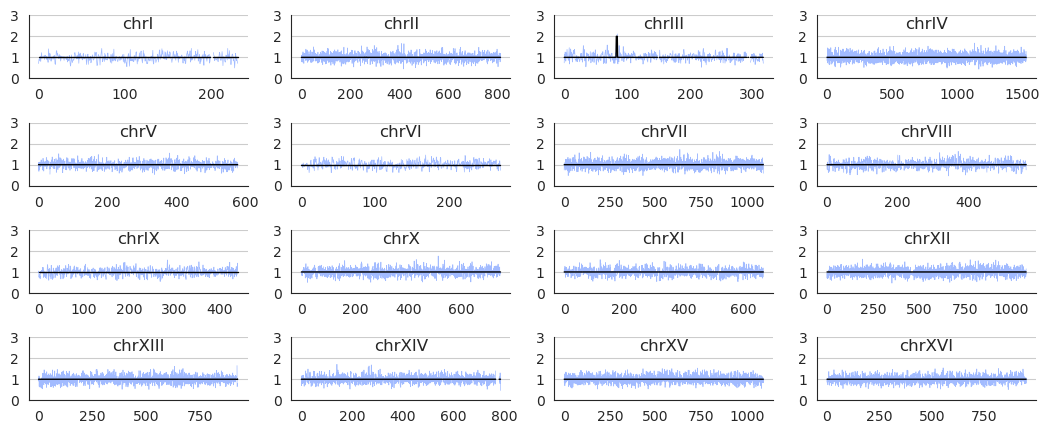 3 chrI 3 chrII 3 chrIII 3 chrIV
2 2 2 2
1 1 1 1
0 0 0 0
0 100 200 0 200 400 600 800 0 100 200 300 0 500 1000 1500
3 chrV 3 chrVI 3 chrVII 3 chrVIII
2 2 2 2
1 1 1 1
0 0 0 0
0 200 400 600 0 100 200 0 250 500 750 1000 0 200 400
3 chrIX 3 chrX 3 chrXI 3 chrXII
2 2 2 2
1 1 1 1
0 0 0 0
0 100 200 300 400 0 200 400 600 0 200 400 600 0 250 500 750 1000
3 chrXIII 3 chrXIV 3 chrXV 3 chrXVI
2 2 2 2
1 1 1 1
0 0 0 0
0 250 500 750 0 200 400 600 800 0 250 500 750 1000 0 250 500 750